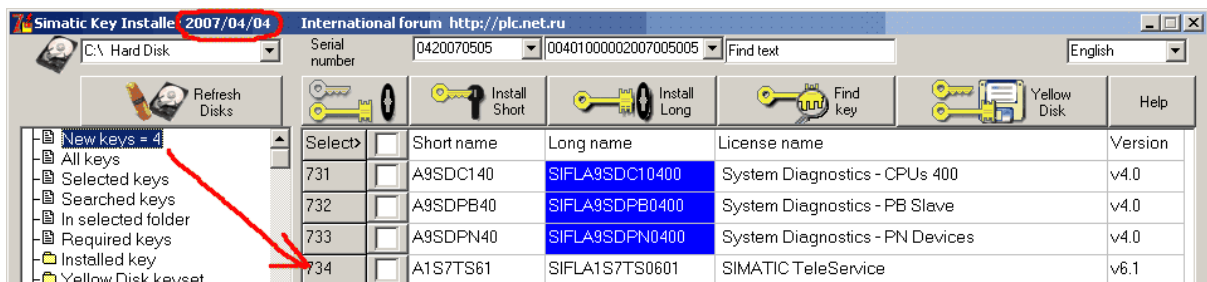 Simatic Key Installer 2007/04/04 International forum http://plc.net.ru
C:\ Hard Disk
Serial number
0420070505
00401000002007005005
Find text
English
Refresh Disks
Install Short
Install Long
Find key
Yellow Disk
Help
New keys = 4
All keys
Selected keys
Searched keys
In selected folder
Required keys
Installed key
Yellow Disk keyset
Select> Short name Long name License name Version
731 A9SDC140 SIFLA9SDC10400 System Diagnostics - CPUs 400 v4.0
732 A9SDPB40 SIFLA9SDPB0400 System Diagnostics - PB Slave v4.0
733 A9SDPN40 SIFLA9SDPN0400 System Diagnostics - PN Devices v4.0
734 A1S7TS61 SIFLA1S7TS0601 SIMATIC TeleService v6.1